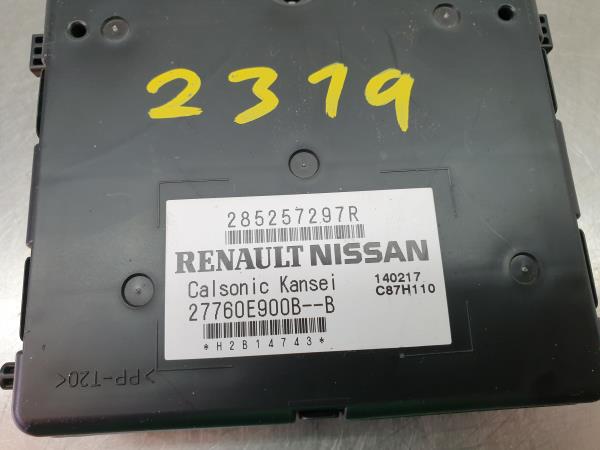 2319
285257297R
RENAULT NISSAN
Calsonic Kansei 140217
C87H110
27760E900B--B
*H2B14743*
>PP-T20<